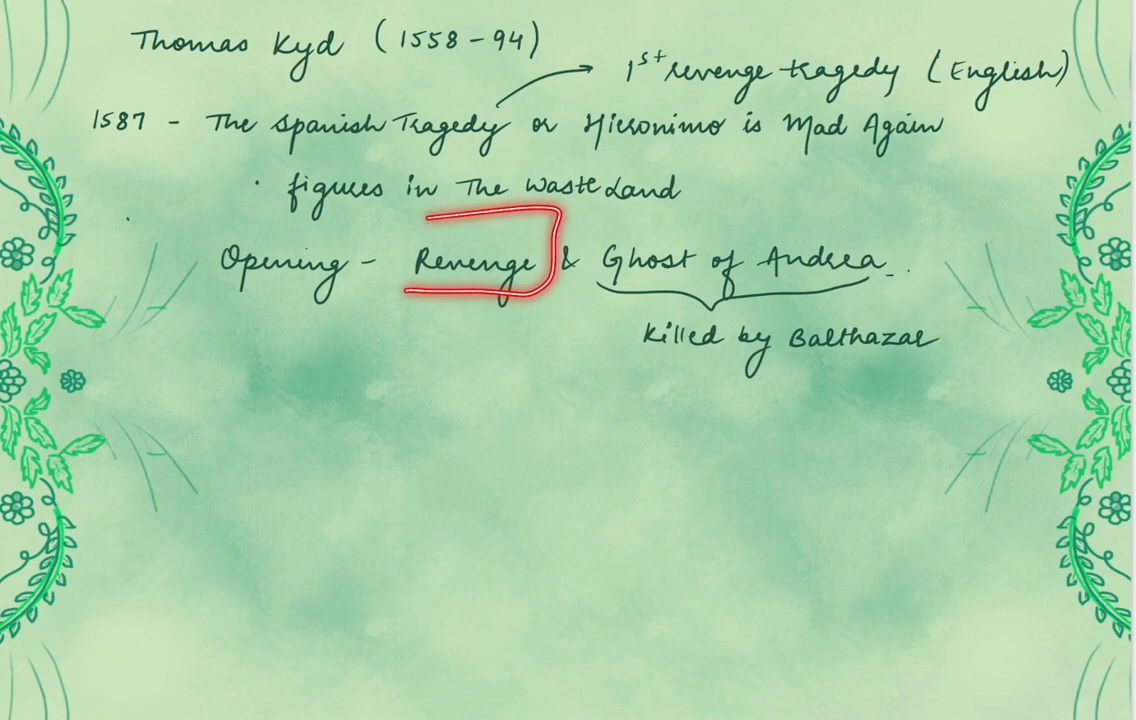 Thomas Kyd (1558-94)
1st revenge tragedy (English)
1587 - The Spanish Tragedy or Hieronimo is Mad Again
. figures in The Waste Land
Opening - Revenge & Ghost of Andrea
Killed by Balthazar